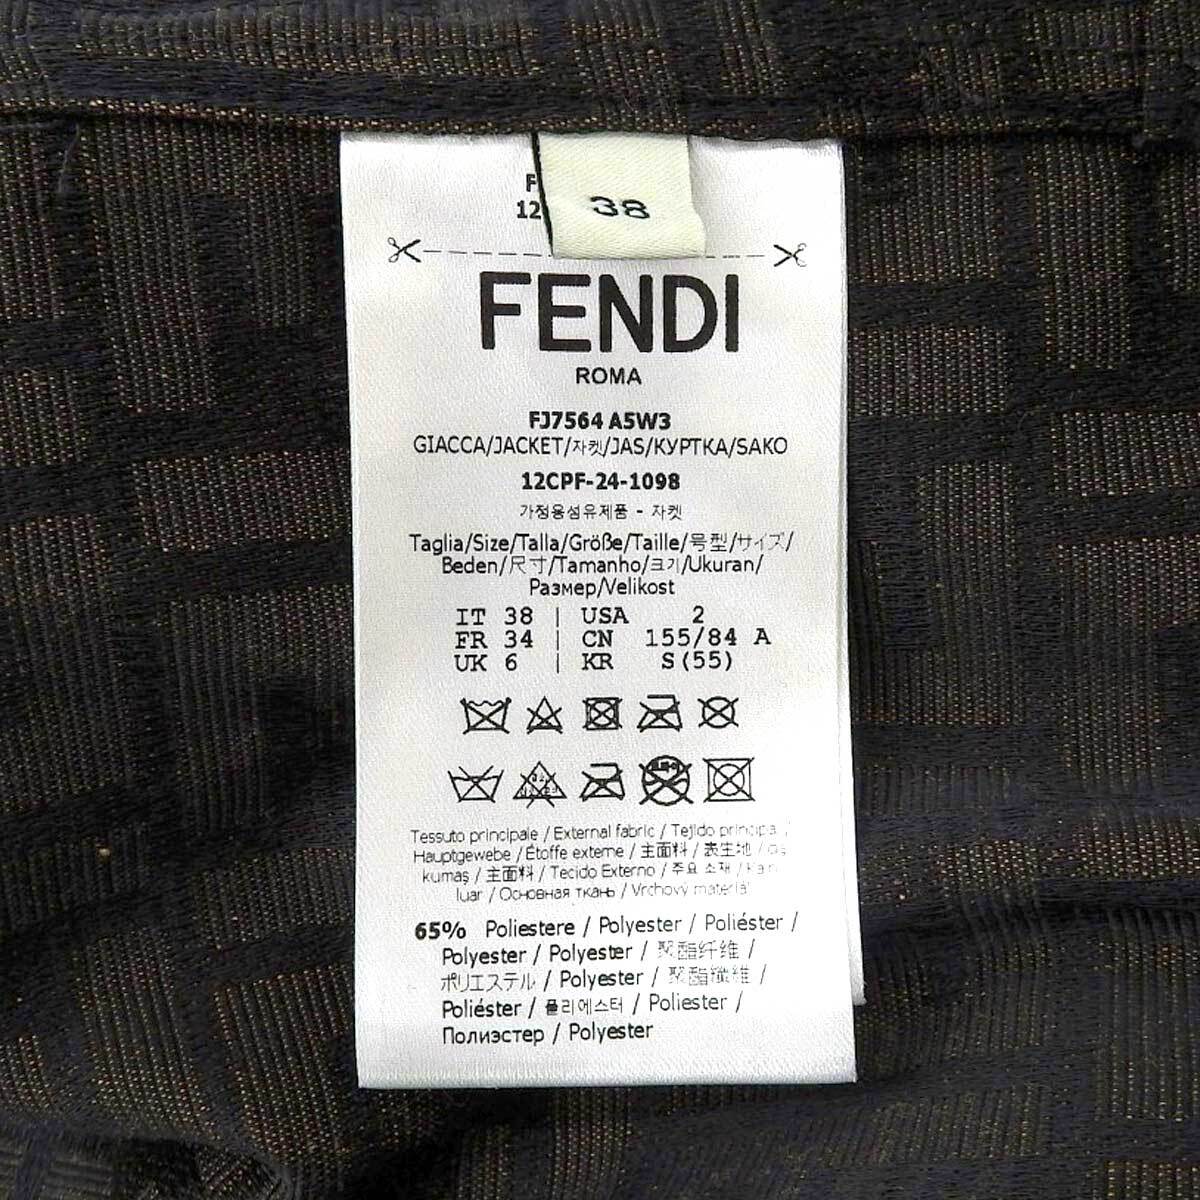 F
12
38
FENDI
ROMA
FJ7564 A5W3
GIACCA/JACKET/자켓/JAS/КУРТКА/SAKO
12CPF-24-1098
가정용섬유제품 - 자켓
Taglia/Size/Talla/Größe/Taille/号型/サイズ/
Beden/尺寸/Tamanho/크기/Ukuran/
Размер/Velikost
IT 38 | USA 2
FR 34 | CN 155/84 A
UK 6 | KR S(55)
Tessuto principale / External fabric / Tejido principal /
Hauptgewebe / Étoffe externe / 主面料 / 表生地 /
kumaş / 主面料 / Tecido Externo / 주요 소재 / Kain
luar / Основная ткань / Vrchový materiál
65% Poliestere / Polyester / Poliéster /
Polyester / Polyester / 聚酯纤维 /
ポリエステル / Polyester / 聚酯纖維 /
Poliéster / 폴리에스터 / Poliester /
Полиэстер / Polyester